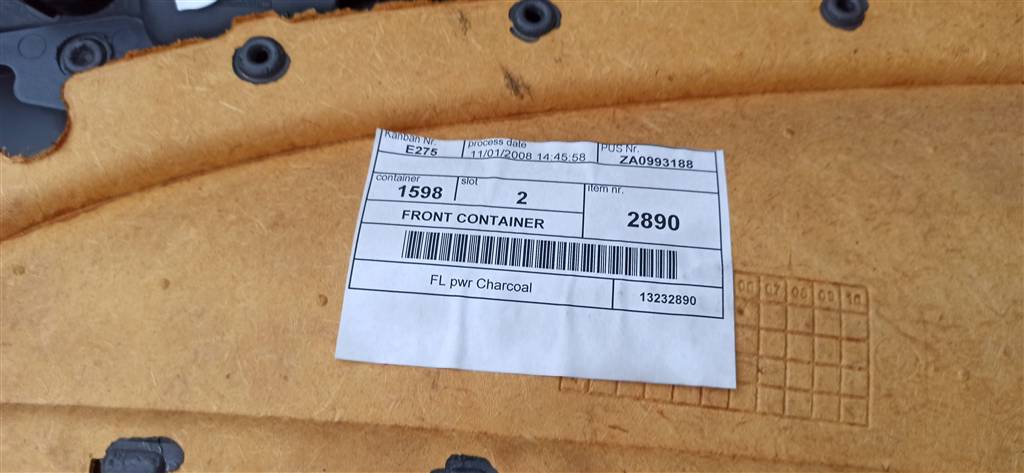 Kanban Nr. process date PUS Nr.
E275 11/01/2008 14:45:58 ZA0993188
container slot item nr.
1598 2 2890
FRONT CONTAINER
FL pwr Charcoal 13232890
06 07 08 09 10